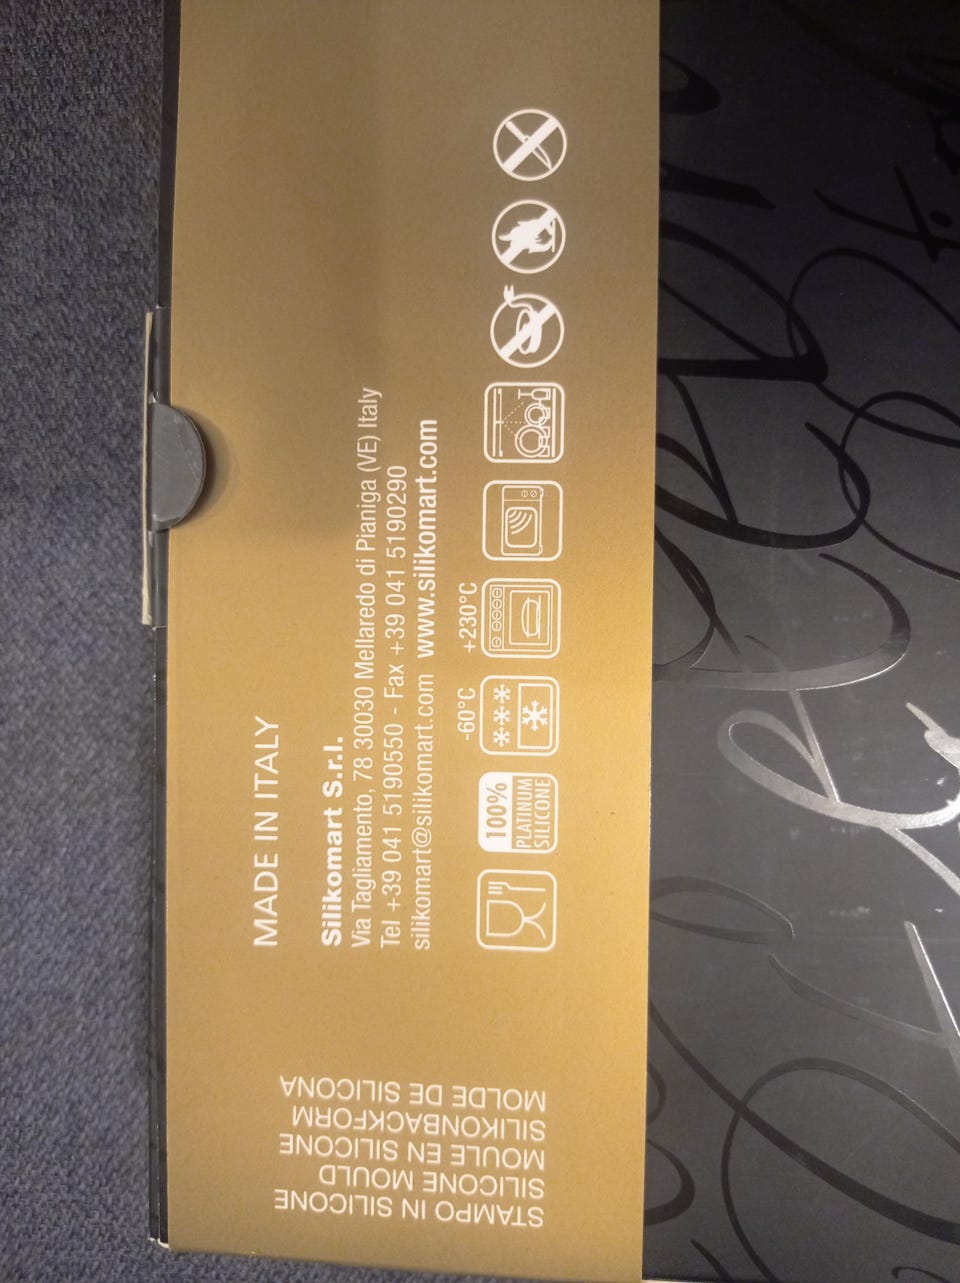 MADE IN ITALY
Silikomart S.r.l.
Via Tagliamento, 78 30030 Mellaredo di Pianiga (VE) Italy
Tel +39 041 5190550 - Fax +39 041 5190290
silikomart@silikomart.com www.silikomart.com
-60°C +230°C
100%
PLATINUM
SILICONE
STAMPO IN SILICONE
SILICONE MOULD
MOULE EN SILICONE
SILIKONBACKFORM
MOLDE DE SILICONA